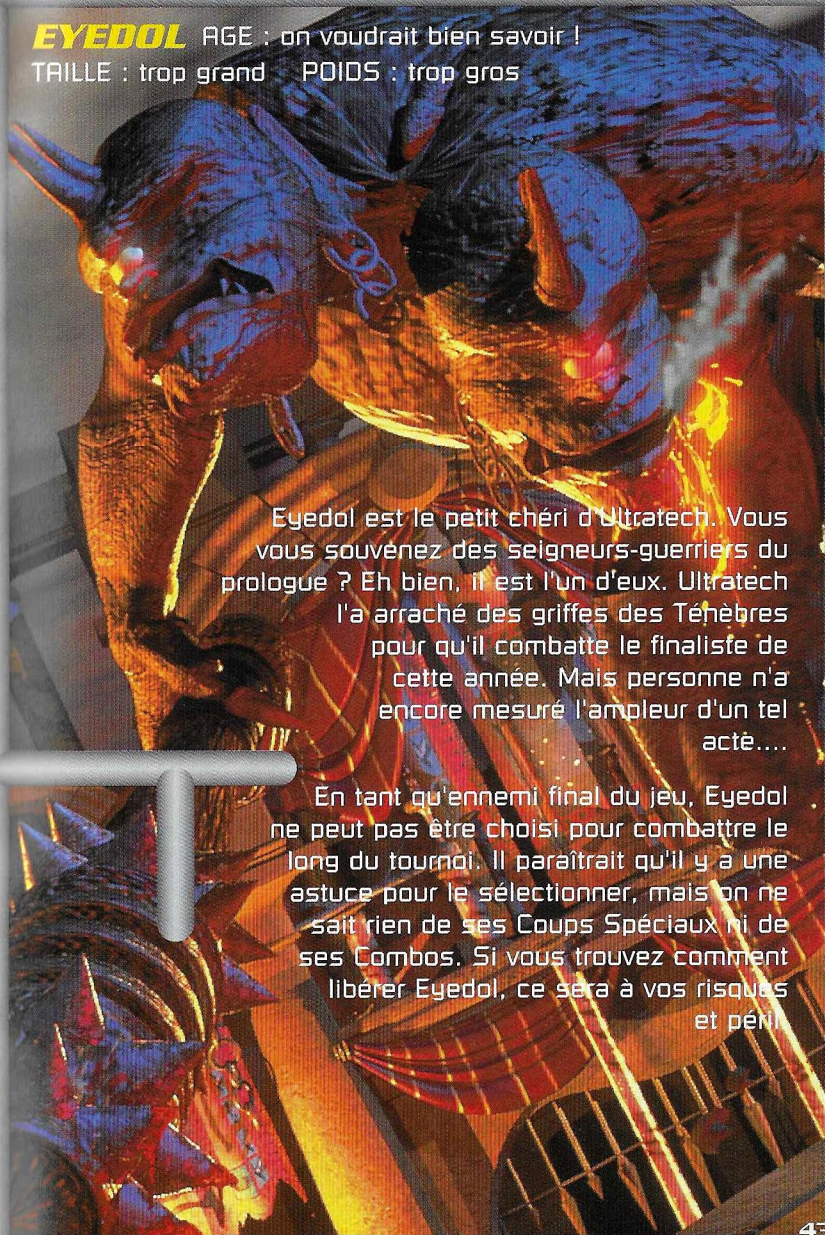 EYEDOL AGE : on voudrait bien savoir !
TAILLE : trop grand POIDS : trop gros
Eyedol est le petit chéri d'Ultratech. Vous
vous souvenez des seigneurs-guerriers du
prologue ? Eh bien, il est l'un d'eux. Ultratech
l'a arraché des griffes des Ténèbres
pour qu'il combatte le finaliste de
cette année. Mais personne n'a
encore mesuré l'ampleur d'un tel
acte....
En tant qu'ennemi final du jeu, Eyedol
ne peut pas être choisi pour combattre le
long du tournoi. Il paraîtrait qu'il y a une
astuce pour le sélectionner, mais on ne
sait rien de ses Coups Spéciaux ni de
ses Combos. Si vous trouvez comment
libérer Eyedol, ce sera à vos risques
et péril.